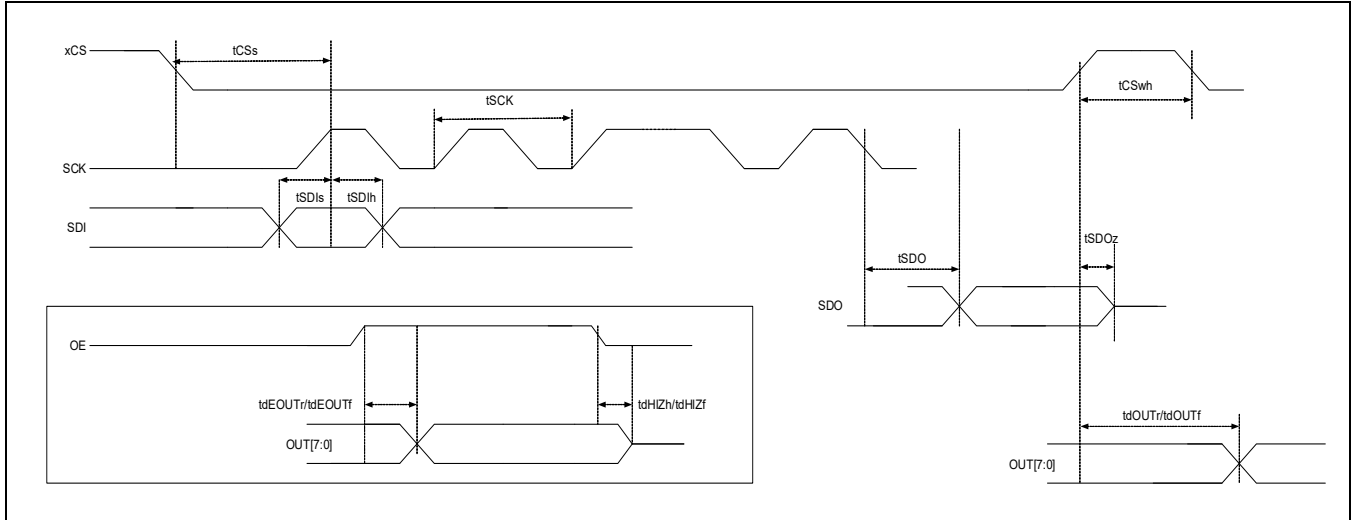 xCS
tCSs
tCSwh
tSCK
SCK
tSDIs
tSDIh
SDI
tSDOz
tSDO
SDO
OE
tdEOUTr/tdEOUTf
tdHIZh/tdHIZf
OUT[7:0]
tdOUTr/tdOUTf
OUT[7:0]